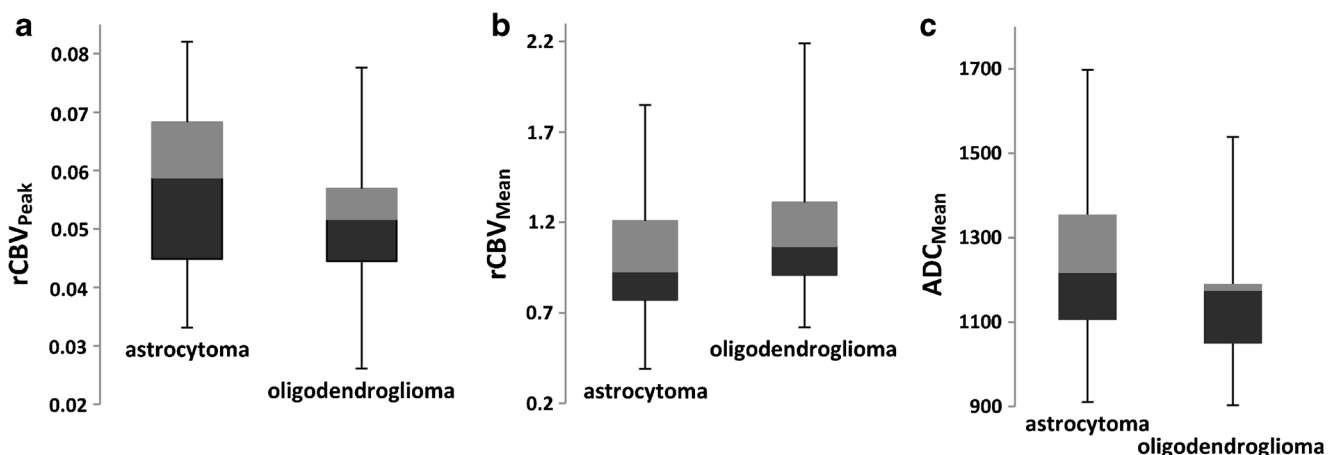 a
rCBVPeak
0.08
0.07
0.06
0.05
0.04
0.03
0.02
astrocytoma
oligodendroglioma
b
rCBVMean
2.2
1.7
1.2
0.7
0.2
astrocytoma
oligodendroglioma
c
ADCMean
1700
1500
1300
1100
900
astrocytoma
oligodendroglioma